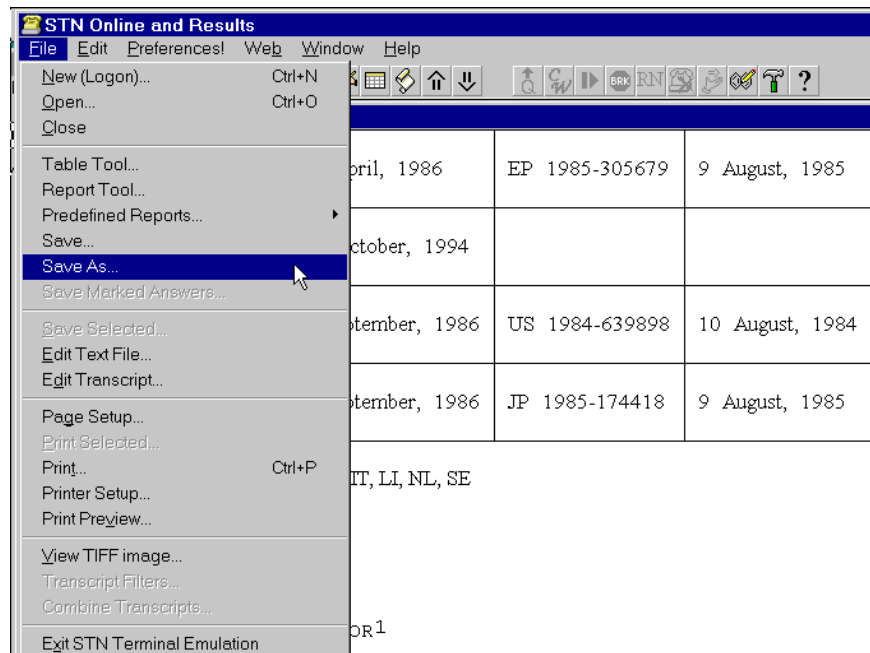 STN Online and Results
File Edit Preferences! Web Window Help
New (Logon)... Ctrl+N
Open... Ctrl+O
Close
BRK RN ?
Table Tool...
Report Tool...
Predefined Reports...
Save...
Save As...
Save Marked Answers...
Save Selected...
Edit Text File...
Edit Transcript...
Page Setup...
Print Selected...
Print... Ctrl+P
Printer Setup...
Print Preview...
View TIFF image...
Transcript Filters...
Combine Transcripts...
Exit STN Terminal Emulation
pril, 1986 EP 1985-305679 9 August, 1985
ctober, 1994
tember, 1986 US 1984-639898 10 August, 1984
tember, 1986 JP 1985-174418 9 August, 1985
IT, LI, NL, SE
OR1